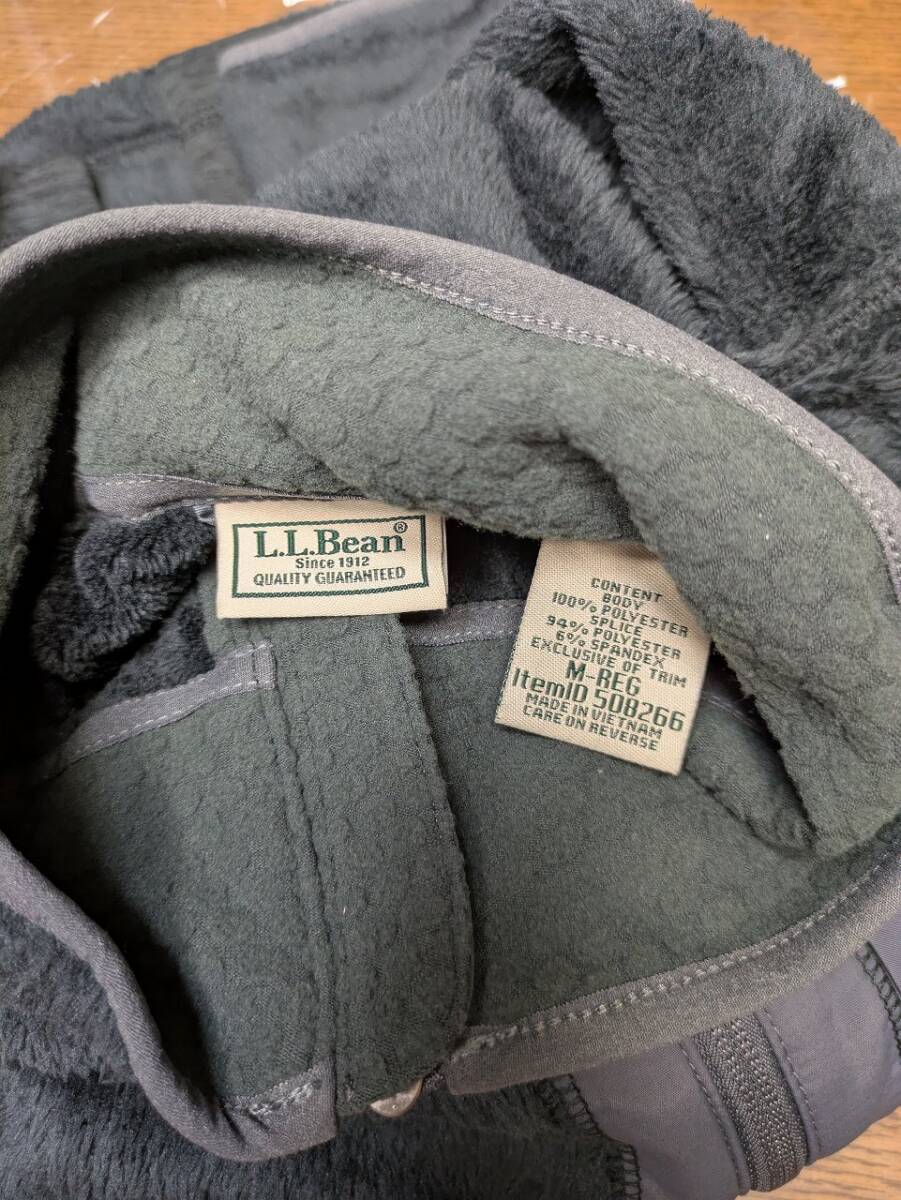 L.L.Bean®
Since 1912
QUALITY GUARANTEED
CONTENT
BODY
100% POLYESTER
SPLICE
94% POLYESTER
6% SPANDEX
EXCLUSIVE OF TRIM
M-REG
ItemID 508266
MADE IN VIETNAM
CARE ON REVERSE